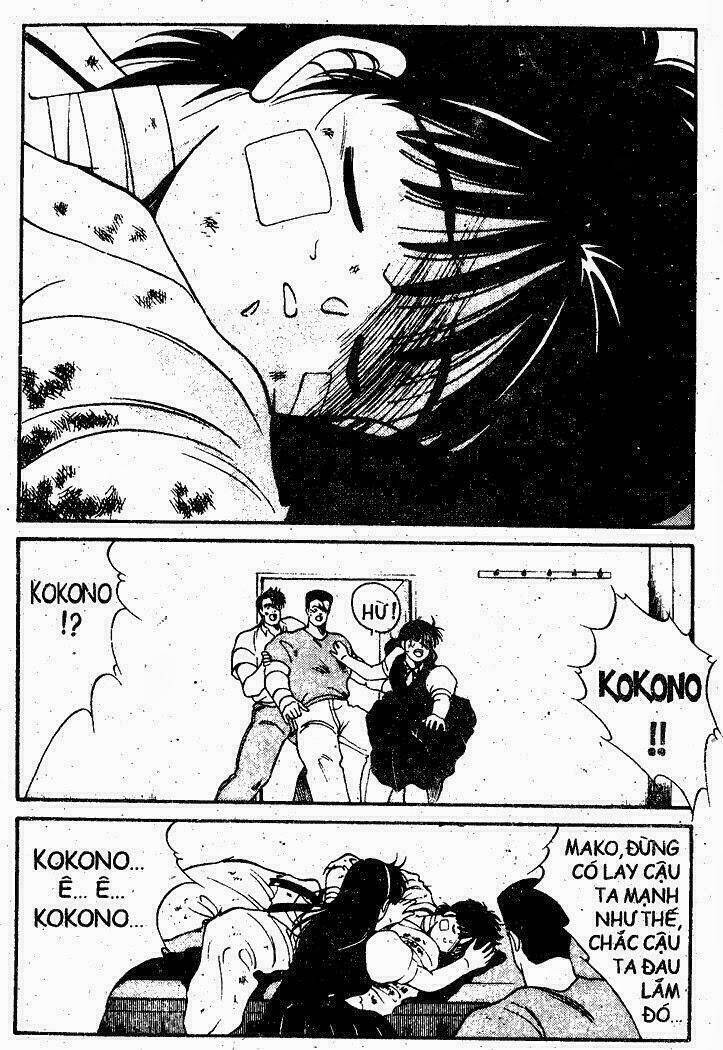 KOKONO
!?
HỪ!
KOKONO
!!
KOKONO...
Ê... Ê...
KOKONO...
MAKO, ĐỪNG
CÓ LAY CẬU
TA MẠNH
NHƯ THẾ,
CHẮC CẬU
TA ĐAU
LẮM
ĐÓ...